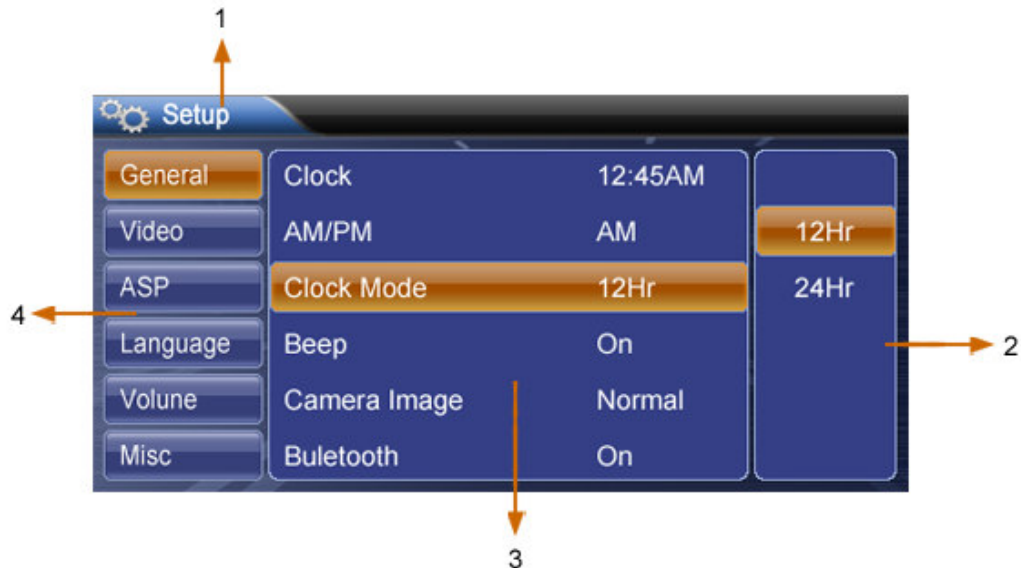 1
Setup
General
Clock 12:45AM
Video
AM/PM AM
12Hr
ASP
Clock Mode 12Hr
24Hr
4
Language
Beep On
2
Volune
Camera Image Normal
Misc
Buletooth On
3